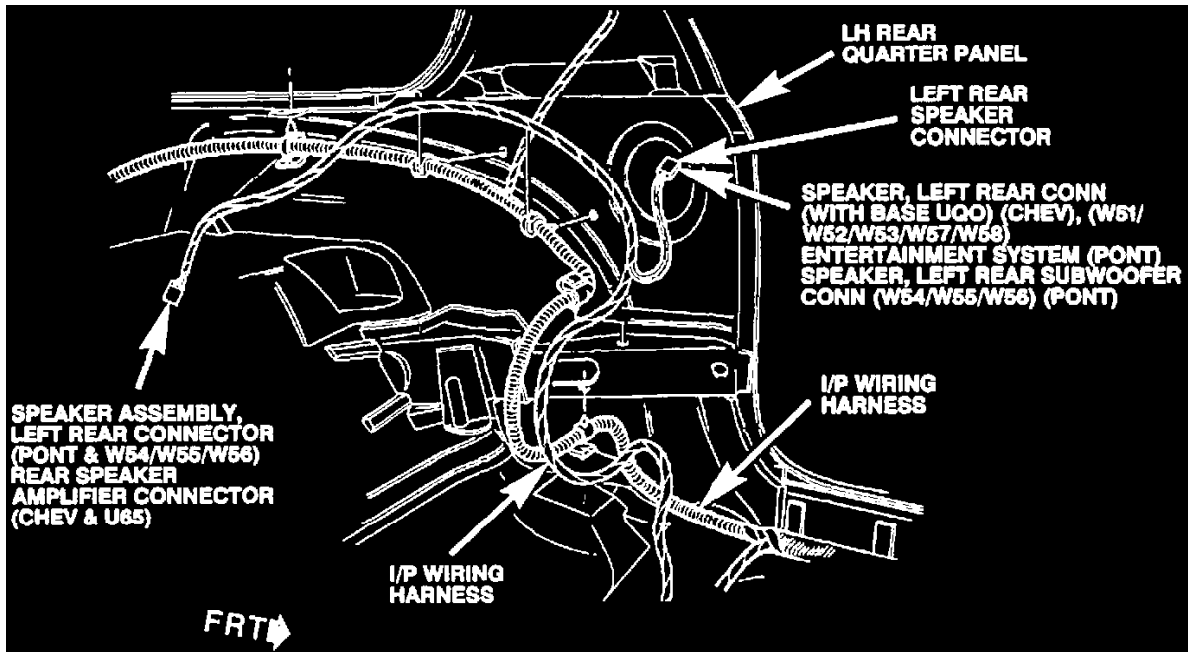 LH REAR
QUARTER PANEL
LEFT REAR
SPEAKER
CONNECTOR
SPEAKER, LEFT REAR CONN
(WITH BASE UQO) (CHEV), (W51/
W52/W53/W57/W58)
ENTERTAINMENT SYSTEM (PONT)
SPEAKER, LEFT REAR SUBWOOFER
CONN (W54/W55/W56) (PONT)
I/P WIRING
HARNESS
SPEAKER ASSEMBLY,
LEFT REAR CONNECTOR
(PONT & W54/W55/W56)
REAR SPEAKER
AMPLIFIER CONNECTOR
(CHEV & U65)
I/P WIRING
HARNESS
FRT